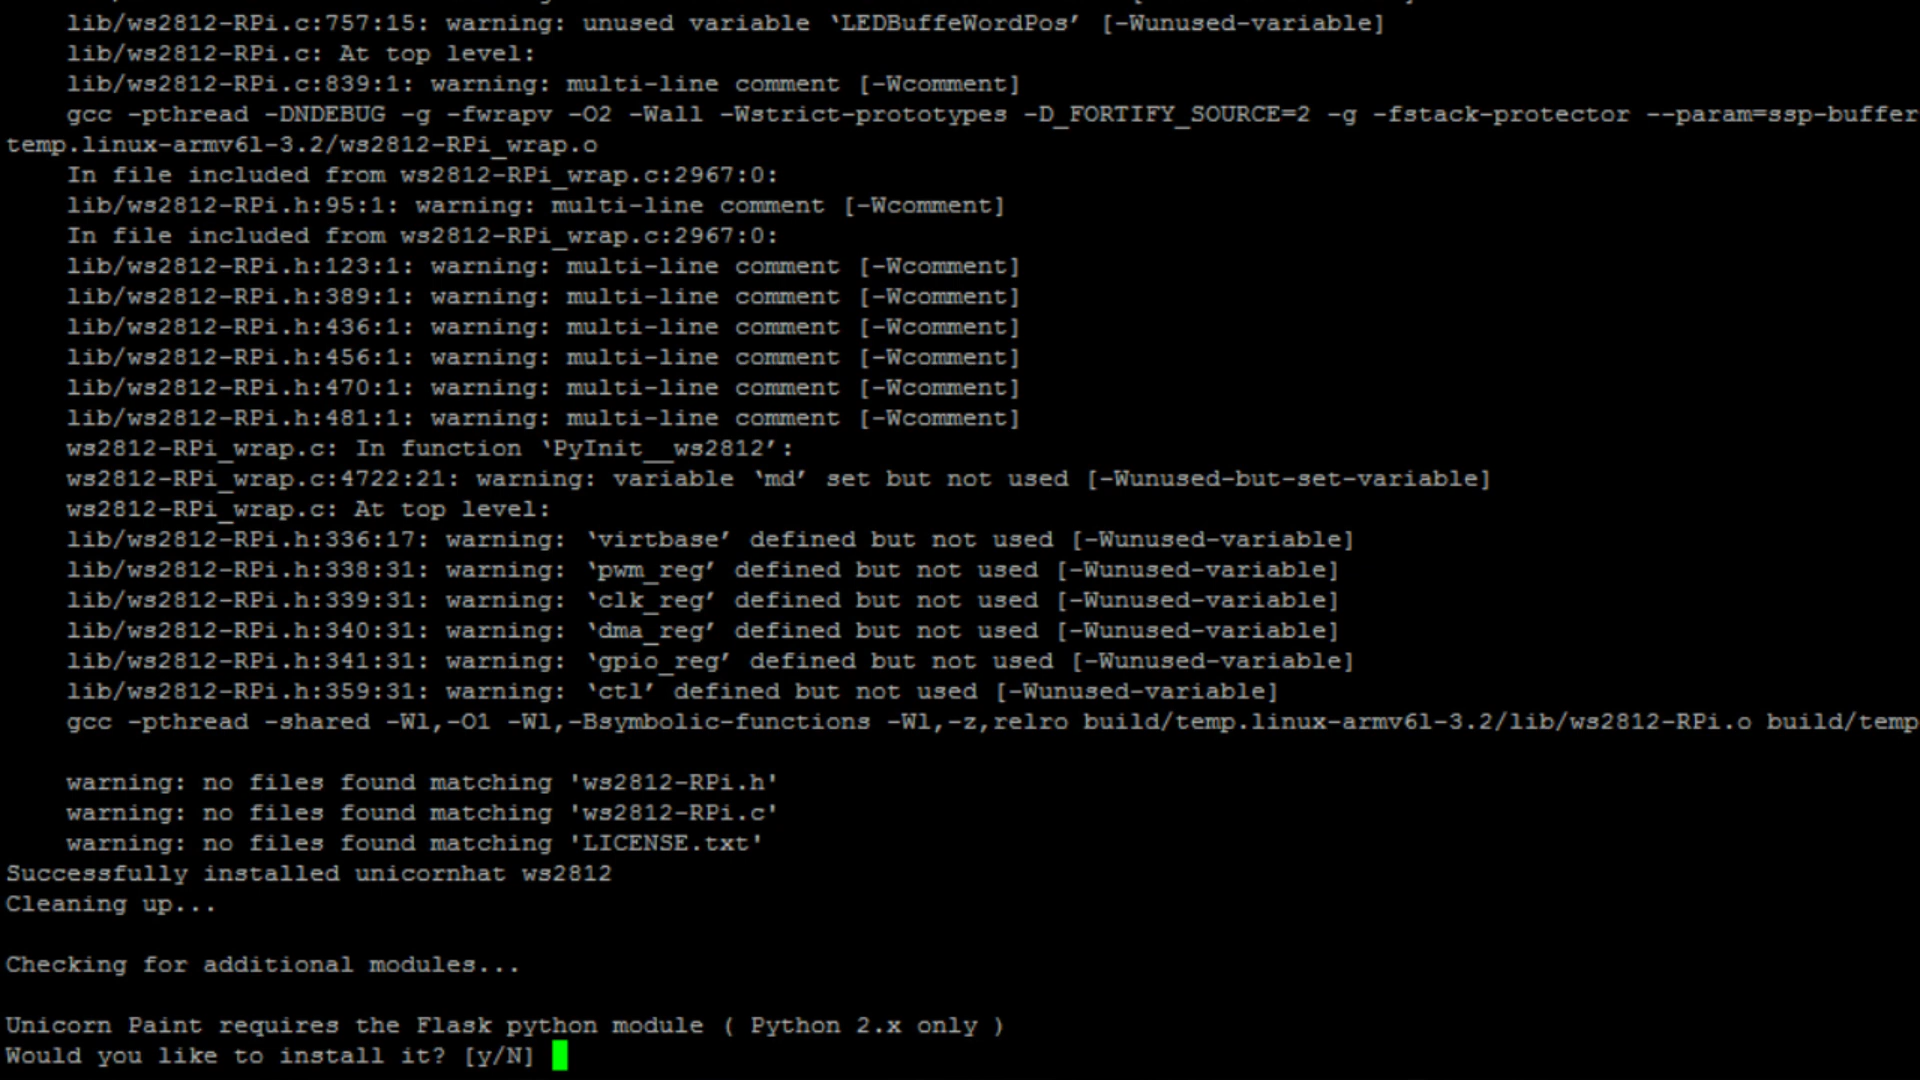 lib/ws2812-RPi.c:757:15: warning: unused variable ‘LEDBuffeWordPos’ [-Wunused-variable]
lib/ws2812-RPi.c: At top level:
lib/ws2812-RPi.c:839:1: warning: multi-line comment [-Wcomment]
gcc -pthread -DNDEBUG -g -fwrapv -O2 -Wall -Wstrict-prototypes -D_FORTIFY_SOURCE=2 -g -fstack-protector --param=ssp-buffer
temp.linux-armv6l-3.2/ws2812-RPi_wrap.o
In file included from ws2812-RPi_wrap.c:2967:0:
lib/ws2812-RPi.h:95:1: warning: multi-line comment [-Wcomment]
In file included from ws2812-RPi_wrap.c:2967:0:
lib/ws2812-RPi.h:123:1: warning: multi-line comment [-Wcomment]
lib/ws2812-RPi.h:389:1: warning: multi-line comment [-Wcomment]
lib/ws2812-RPi.h:436:1: warning: multi-line comment [-Wcomment]
lib/ws2812-RPi.h:456:1: warning: multi-line comment [-Wcomment]
lib/ws2812-RPi.h:470:1: warning: multi-line comment [-Wcomment]
lib/ws2812-RPi.h:481:1: warning: multi-line comment [-Wcomment]
ws2812-RPi_wrap.c: In function ‘PyInit__ws2812’:
ws2812-RPi_wrap.c:4722:21: warning: variable ‘md’ set but not used [-Wunused-but-set-variable]
ws2812-RPi_wrap.c: At top level:
lib/ws2812-RPi.h:336:17: warning: ‘virtbase’ defined but not used [-Wunused-variable]
lib/ws2812-RPi.h:338:31: warning: ‘pwm_reg’ defined but not used [-Wunused-variable]
lib/ws2812-RPi.h:339:31: warning: ‘clk_reg’ defined but not used [-Wunused-variable]
lib/ws2812-RPi.h:340:31: warning: ‘dma_reg’ defined but not used [-Wunused-variable]
lib/ws2812-RPi.h:341:31: warning: ‘gpio_reg’ defined but not used [-Wunused-variable]
lib/ws2812-RPi.h:359:31: warning: ‘ctl’ defined but not used [-Wunused-variable]
gcc -pthread -shared -Wl,-O1 -Wl,-Bsymbolic-functions -Wl,-z,relro build/temp.linux-armv6l-3.2/lib/ws2812-RPi.o build/temp
warning: no files found matching 'ws2812-RPi.h'
warning: no files found matching 'ws2812-RPi.c'
warning: no files found matching 'LICENSE.txt'
Successfully installed unicornhat ws2812
Cleaning up...
Checking for additional modules...
Unicorn Paint requires the Flask python module ( Python 2.x only )
Would you like to install it? [y/N]